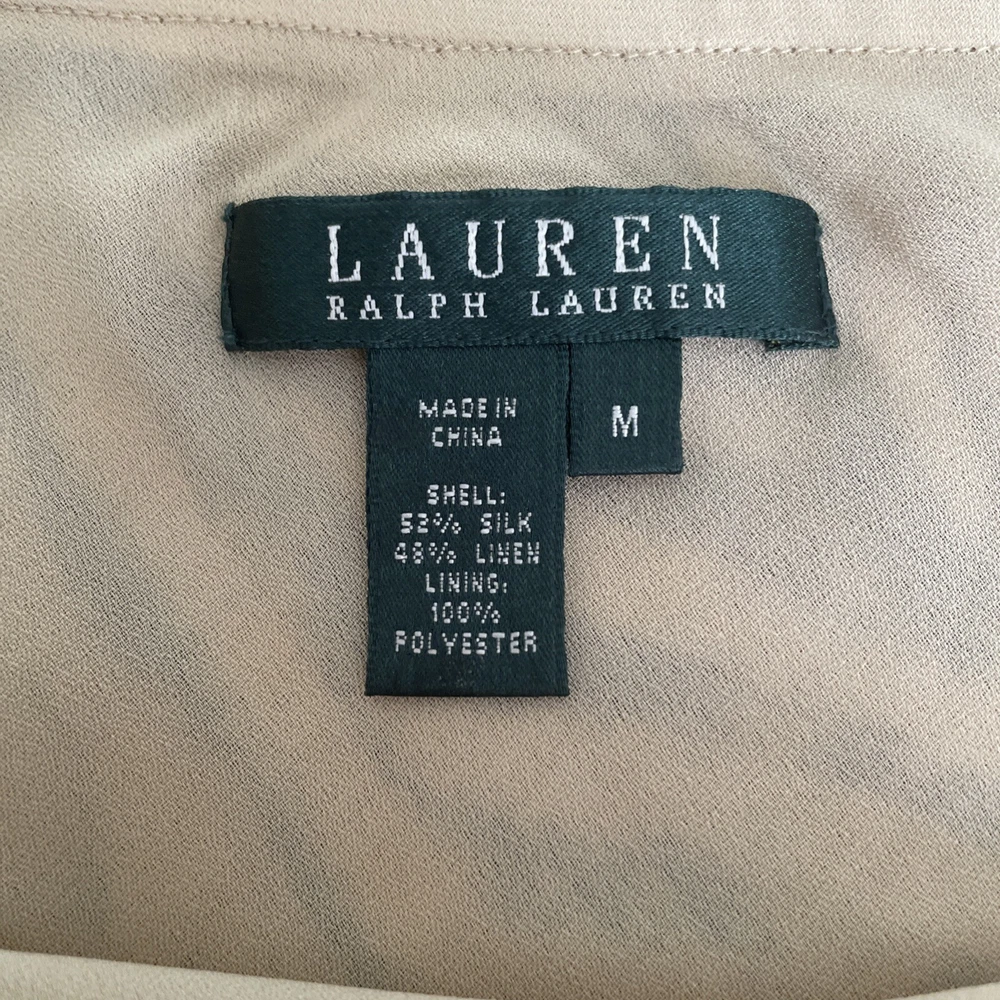 LAUREN
RALPH LAUREN
MADE IN
CHINA
M
SHELL:
52% SILK
48% LINEN
LINING:
100%
POLYESTER